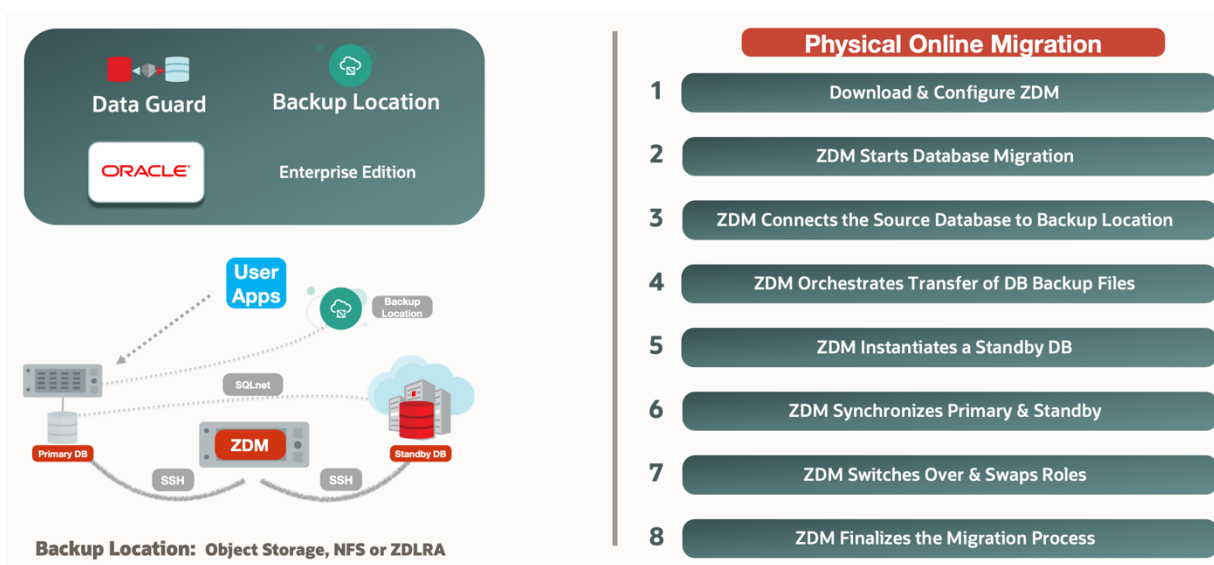 Data Guard
Backup Location
ORACLE
Enterprise Edition
User
Apps
Backup
Location
SQLnet
ZDM
Primary DB
Standby DB
SSH
SSH
Backup Location: Object Storage, NFS or ZDLRA
Physical Online Migration
1 Download & Configure ZDM
2 ZDM Starts Database Migration
3 ZDM Connects the Source Database to Backup Location
4 ZDM Orchestrates Transfer of DB Backup Files
5 ZDM Instantiates a Standby DB
6 ZDM Synchronizes Primary & Standby
7 ZDM Switches Over & Swaps Roles
8 ZDM Finalizes the Migration Process